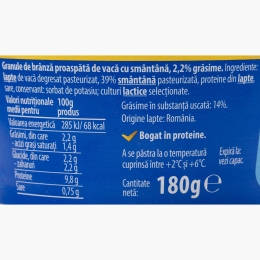 Granule de brânză proaspătă de vacă cu smântână, 2,2% grăsime. Ingrediente:
lapte de vacă degresat pasteurizat, 39% smântână pasteurizată, proteine din lapte,
sare, conservant: sorbat de potasiu; culturi lactice selecționate.
Valori nutriționale 100g
medii pentru produs
Valoarea energetică 285 kJ/ 68 kcal
Grăsimi, din care 2,2 g
- acizi grași saturați 1,4 g
Glucide, din care 2,2 g
- zaharuri 2,2 g
Proteine 9,8 g
Sare 0,75 g
Grăsime în substanța uscată: 14%.
Origine lapte: România.
Bogat în proteine.
A se păstra la o temperatură
cuprinsă între +2°C și +6°C.
Expiră la:
vezi capac.
Cantitate
netă: 180g ℮